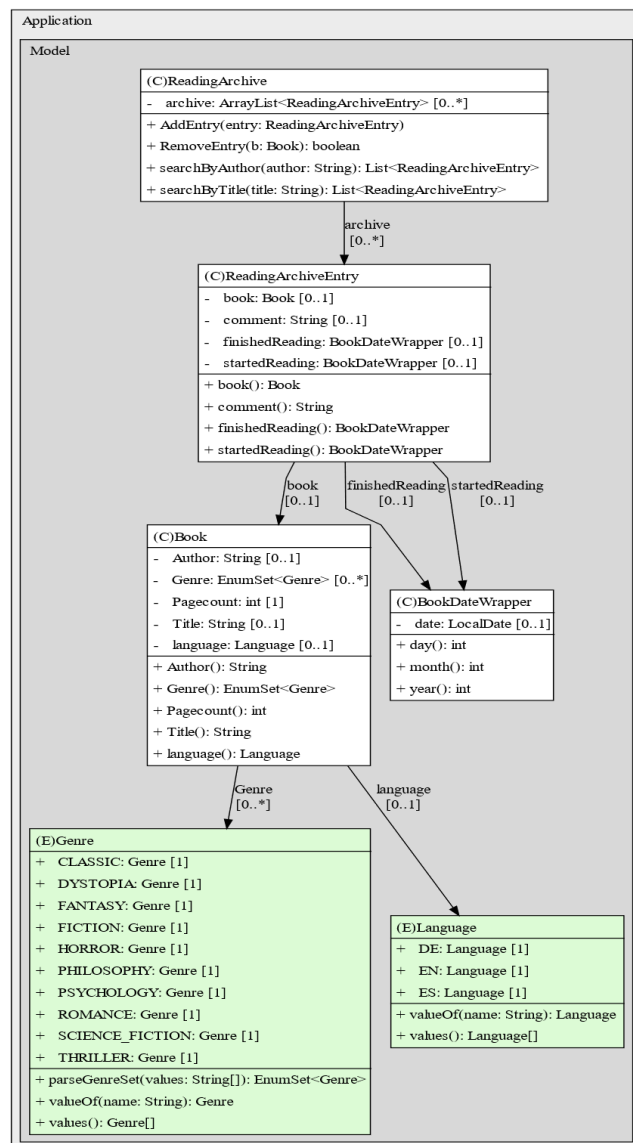 Application
Model
(C)ReadingArchive
- archive: ArrayList<ReadingArchiveEntry> [0..*]
+ AddEntry(entry: ReadingArchiveEntry)
+ RemoveEntry(b: Book): boolean
+ searchByAuthor(author: String): List<ReadingArchiveEntry>
+ searchByTitle(title: String): List<ReadingArchiveEntry>
archive
[0..*]
(C)ReadingArchiveEntry
- book: Book [0..1]
- comment: String [0..1]
- finishedReading: BookDateWrapper [0..1]
- startedReading: BookDateWrapper [0..1]
+ book(): Book
+ comment(): String
+ finishedReading(): BookDateWrapper
+ startedReading(): BookDateWrapper
book
[0..1]
finishedReading
[0..1]
startedReading
[0..1]
(C)Book
- Author: String [0..1]
- Genre: EnumSet<Genre> [0..*]
- Pagecount: int [1]
- Title: String [0..1]
- language: Language [0..1]
+ Author(): String
+ Genre(): EnumSet<Genre>
+ Pagecount(): int
+ Title(): String
+ language(): Language
(C)BookDateWrapper
- date: LocalDate [0..1]
+ day(): int
+ month(): int
+ year(): int
Genre
[0..*]
language
[0..1]
(E)Genre
+ CLASSIC: Genre [1]
+ DYSTOPIA: Genre [1]
+ FANTASY: Genre [1]
+ FICTION: Genre [1]
+ HORROR: Genre [1]
+ PHILOSOPHY: Genre [1]
+ PSYCHOLOGY: Genre [1]
+ ROMANCE: Genre [1]
+ SCIENCE_FICTION: Genre [1]
+ THRILLER: Genre [1]
+ parseGenreSet(values: String[]): EnumSet<Genre>
+ valueOf(name: String): Genre
+ values(): Genre[]
(E)Language
+ DE: Language [1]
+ EN: Language [1]
+ ES: Language [1]
+ valueOf(name: String): Language
+ values(): Language[]